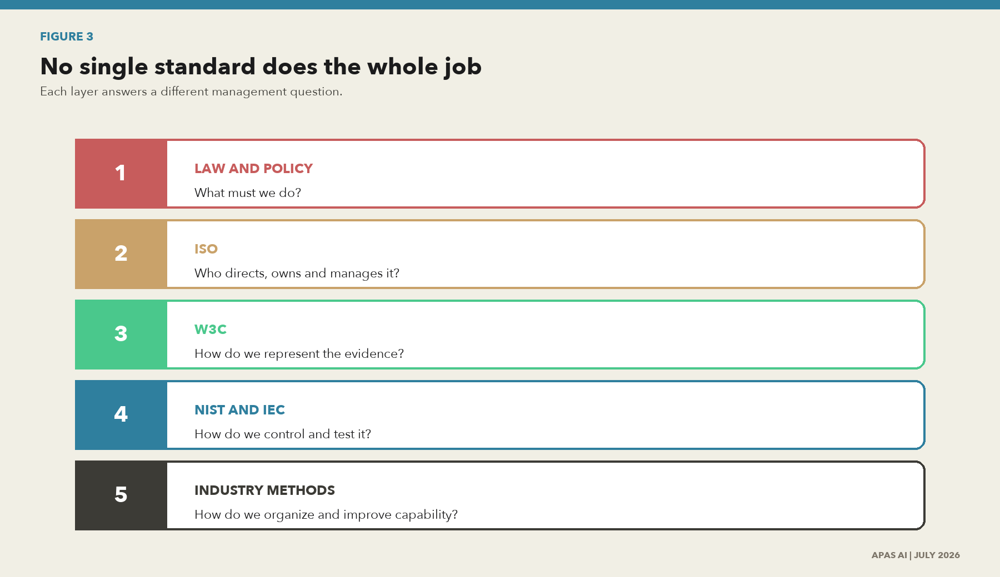 FIGURE 3
No single standard does the whole job
Each layer answers a different management question.
1
LAW AND POLICY
What must we do?
2
ISO
Who directs, owns and manages it?
3
W3C
How do we represent the evidence?
4
NIST AND IEC
How do we control and test it?
5
INDUSTRY METHODS
How do we organize and improve capability?
APAS AI | JULY 2026